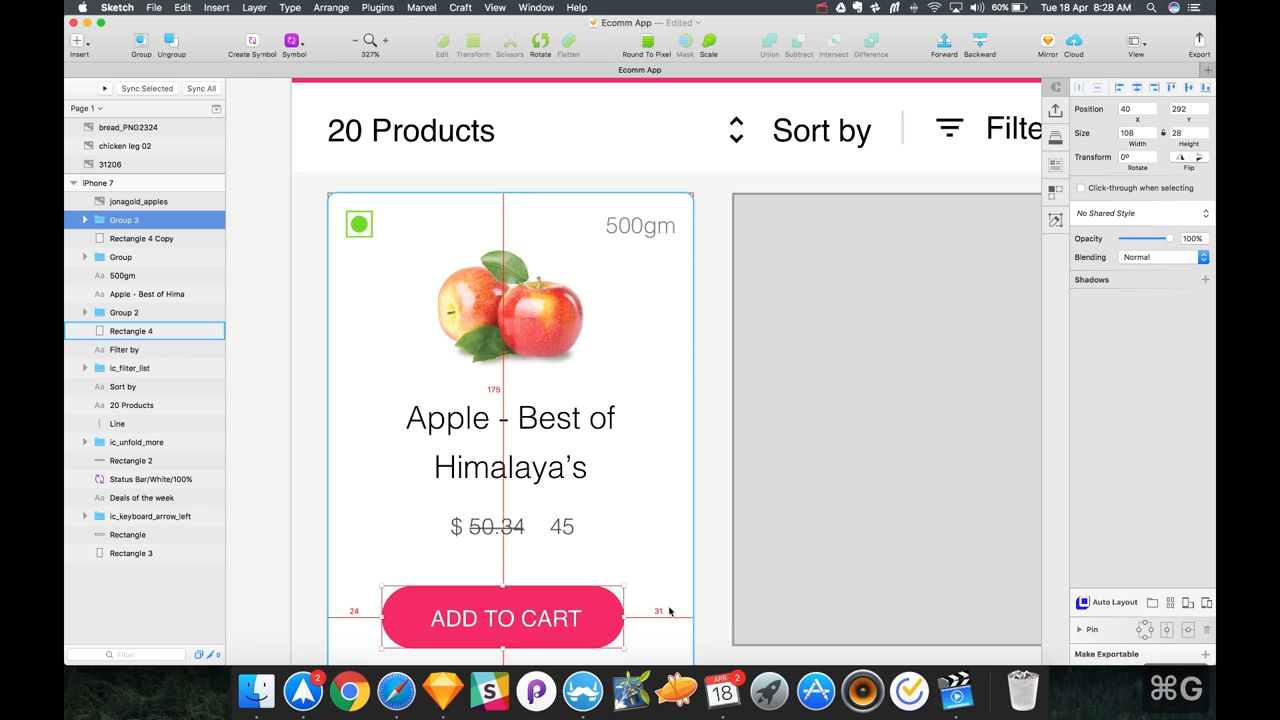 Sketch File Edit Insert Layer Type Arrange Plugins Marvel Craft View Window Help 60% Tue 18 Apr 8:28 AM
Ecomm App — Edited
Insert Group Ungroup Create Symbol Symbol 327% Edit Transform Scissors Rotate Flatten Round To Pixel Mask Scale Union Subtract Intersect Difference Forward Backward Mirror Cloud View Export
Ecomm App
Sync Selected Sync All
Page 1
bread_PNG2324
chicken leg 02
31206
iPhone 7
jonagold_apples
Group 3
Rectangle 4 Copy
Group
500gm
Apple - Best of Hima
Group 2
Rectangle 4
Filter by
ic_filter_list
Sort by
20 Products
Line
ic_unfold_more
Rectangle 2
Status Bar/White/100%
Deals of the week
ic_keyboard_arrow_left
Rectangle
Rectangle 3
Filter 0
20 Products Sort by Filte
500gm
175
Apple - Best of
Himalaya’s
$ 50.34 45
24 ADD TO CART 31
Position 40 292
X Y
Size 108 28
Width Height
Transform 0º
Rotate Flip
Click-through when selecting
No Shared Style
Opacity 100%
Blending Normal
Shadows
Auto Layout
Pin
Make Exportable
2
APR 2
18
⌘G